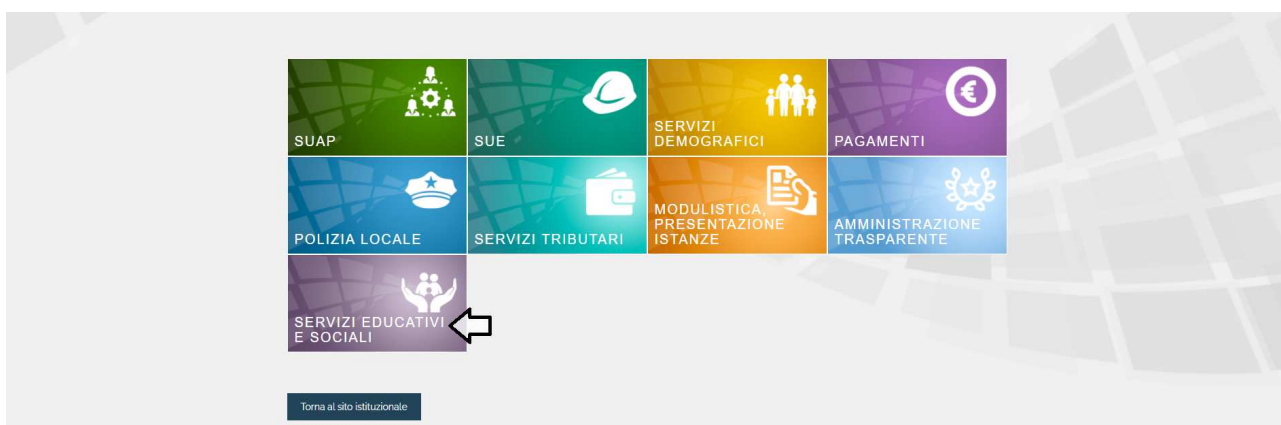 SUAP
SUE
SERVIZI
DEMOGRAFICI
PAGAMENTI
POLIZIA LOCALE
SERVIZI TRIBUTARI
MODULISTICA,
PRESENTAZIONE
ISTANZE
AMMINISTRAZIONE
TRASPARENTE
SERVIZI EDUCATIVI
E SOCIALI
Torna al sito istituzionale